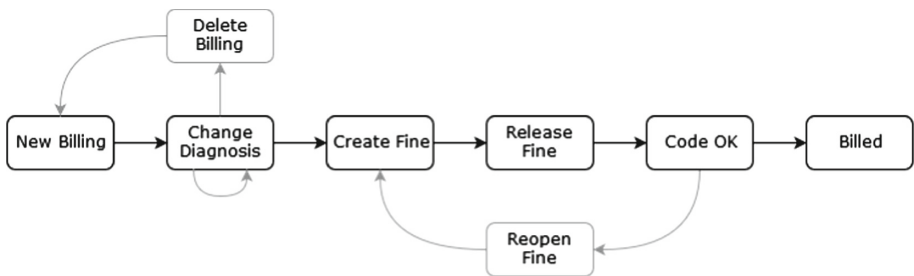 Delete
Billing
New Billing
Change
Diagnosis
Create Fine
Release
Fine
Code OK
Billed
Reopen
Fine